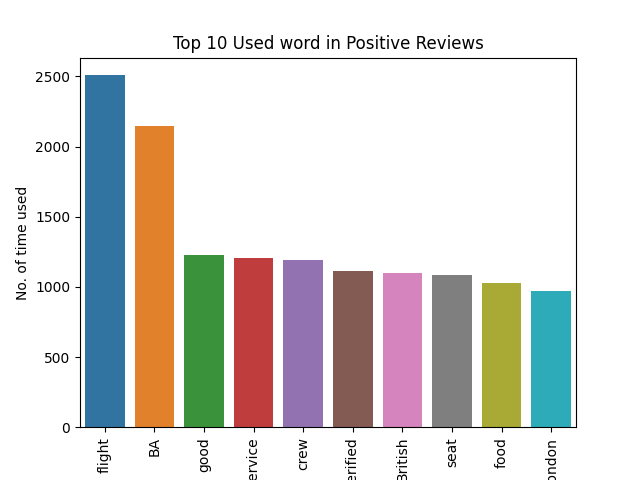 Top 10 Used word in Positive Reviews
No. of time used
2500
2000
1500
1000
500
0
flight
BA
good
ervice
crew
erified
British
seat
food
ondon